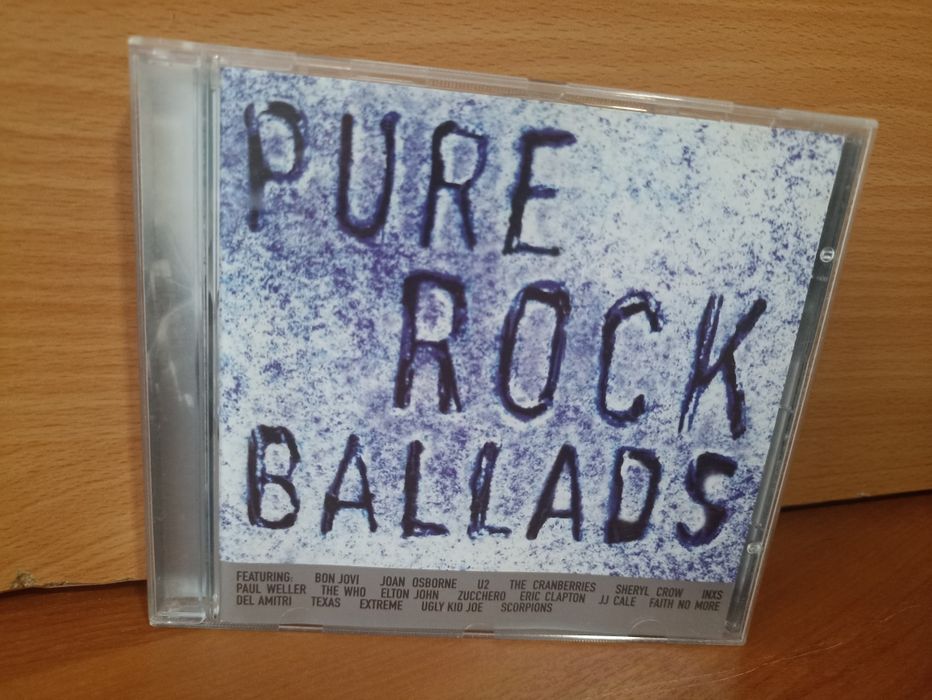 PURE
ROCK
BALLADS
FEATURING: BON JOVI JOAN OSBORNE U2 THE CRANBERRIES SHERYL CROW INXS
PAUL WELLER THE WHO ELTON JOHN ZUCCHERO ERIC CLAPTON JJ CALE FAITH NO MORE
DEL AMITRI TEXAS EXTREME UGLY KID JOE SCORPIONS